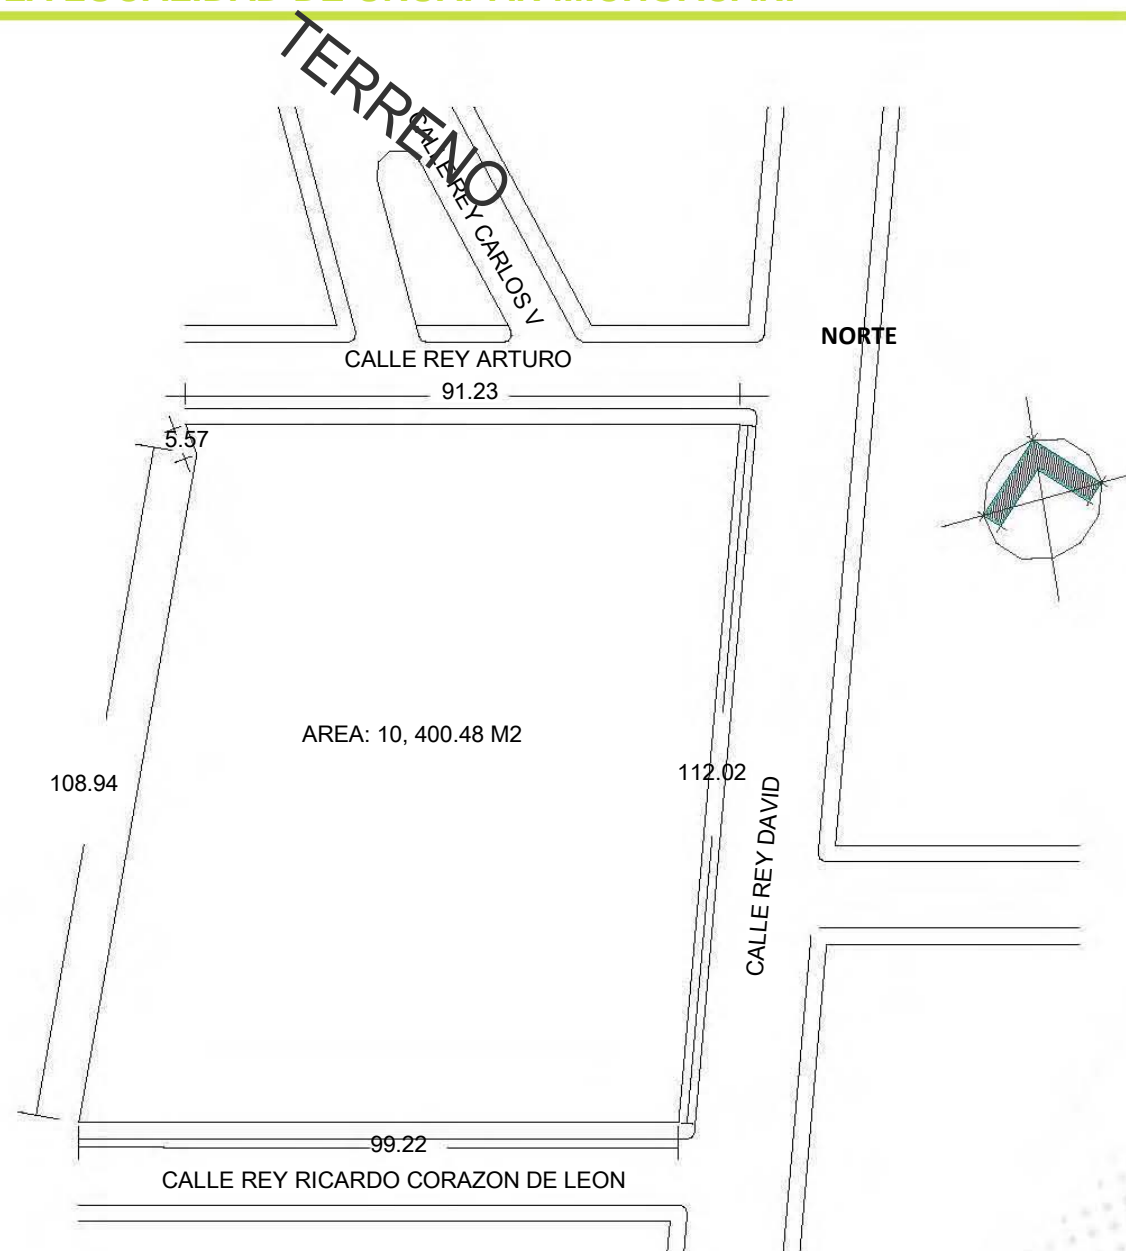 TERRENO
CALLE REY CARLOS V
NORTE
CALLE REY ARTURO
91.23
5.57
AREA: 10, 400.48 M2
108.94
112.02
CALLE REY DAVID
99.22
CALLE REY RICARDO CORAZON DE LEON